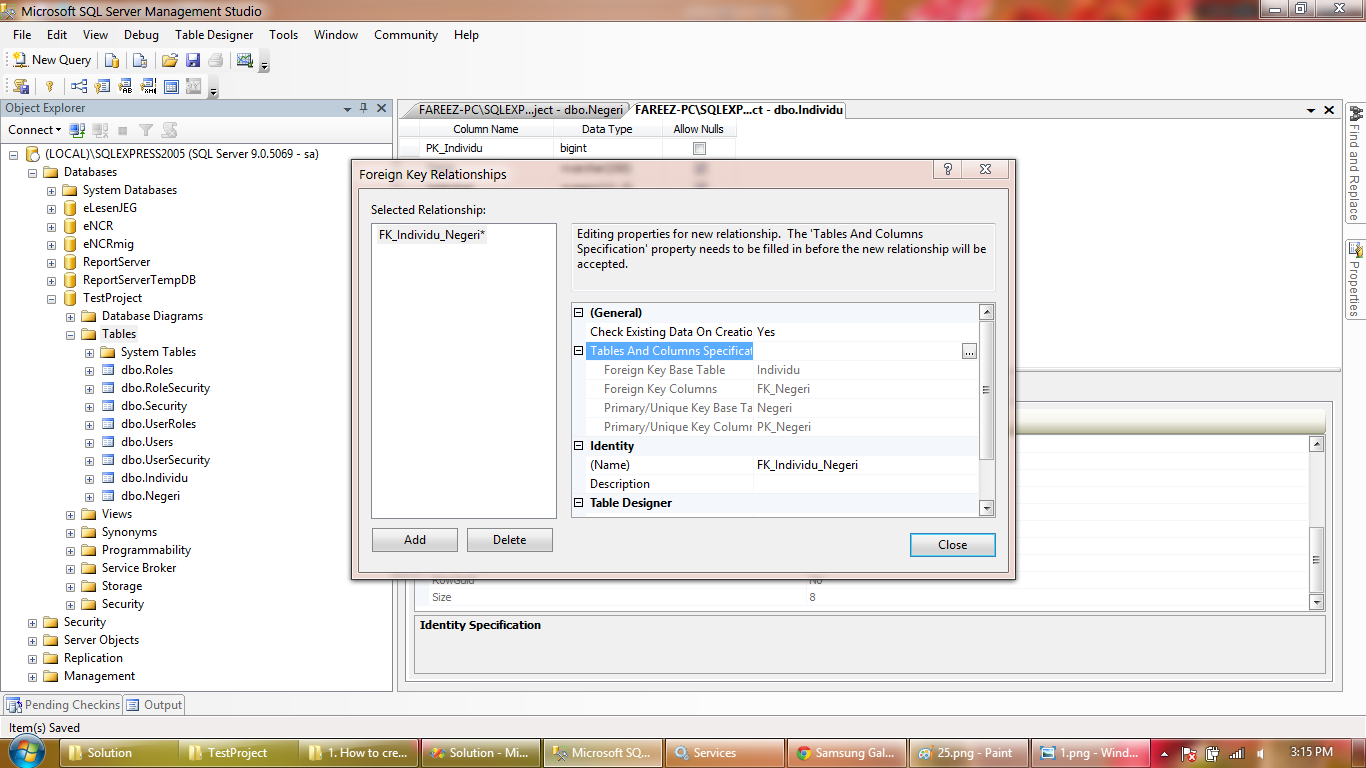 Microsoft SQL Server Management Studio
File Edit View Debug Table Designer Tools Window Community Help
New Query
Object Explorer
Connect
(LOCAL)\SQLEXPRESS2005 (SQL Server 9.0.5069 - sa)
Databases
System Databases
eLesenJEG
eNCR
eNCRmig
ReportServer
ReportServerTempDB
TestProject
Database Diagrams
Tables
System Tables
dbo.Roles
dbo.RoleSecurity
dbo.Security
dbo.UserRoles
dbo.Users
dbo.UserSecurity
dbo.Individu
dbo.Negeri
Views
Synonyms
Programmability
Service Broker
Storage
Security
Security
Server Objects
Replication
Management
FAREEZ-PC\SQLEXP...ject - dbo.Negeri
FAREEZ-PC\SQLEXP...ct - dbo.Individu
Column Name Data Type Allow Nulls
PK_Individu bigint
Foreign Key Relationships
Selected Relationship:
FK_Individu_Negeri*
Editing properties for new relationship. The 'Tables And Columns
Specification' property needs to be filled in before the new relationship will be
accepted.
(General)
Check Existing Data On Creatio Yes
Tables And Columns Specificat ...
Foreign Key Base Table Individu
Foreign Key Columns FK_Negeri
Primary/Unique Key Base Ta Negeri
Primary/Unique Key Column PK_Negeri
Identity
(Name) FK_Individu_Negeri
Description
Table Designer
Add
Delete
Close
RowGuid No
Size 8
Identity Specification
Find and Replace
Properties
Pending Checkins
Output
Item(s) Saved
Solution
TestProject
1. How to cre...
Solution - Mi...
Microsoft SQ...
Services
Samsung Gal...
25.png - Paint
1.png - Wind...
3:15 PM